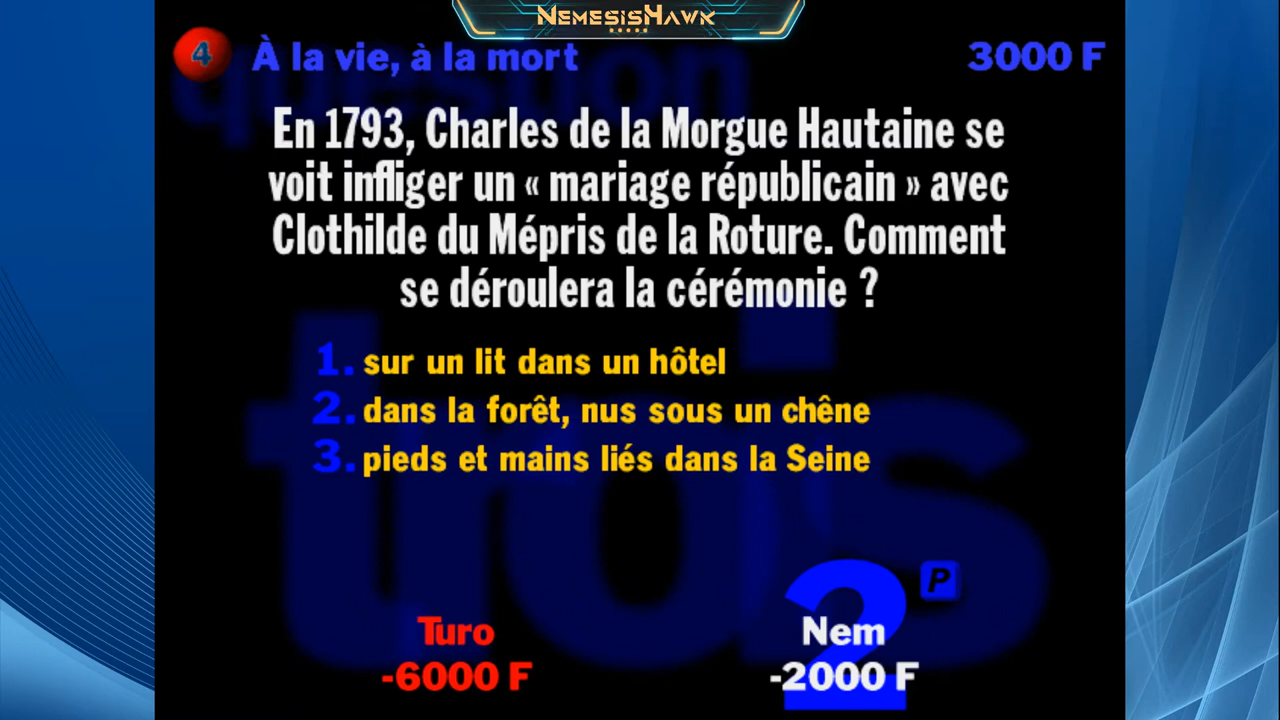 NEMESISHAWK
4 À la vie, à la mort 3000 F
question
En 1793, Charles de la Morgue Hautaine se
voit infliger un « mariage républicain » avec
Clothilde du Mépris de la Roture. Comment
se déroulera la cérémonie ?
1. sur un lit dans un hôtel
2. dans la forêt, nus sous un chêne
3. pieds et mains liés dans la Seine
trois
2 P
Turo Nem
-6000 F -2000 F